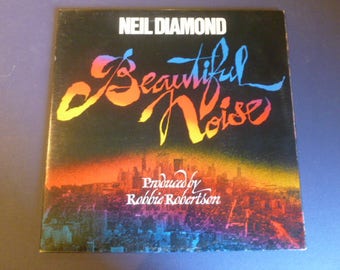 NEIL DIAMOND
Beautiful
Noise
Produced by
Robbie Robertson